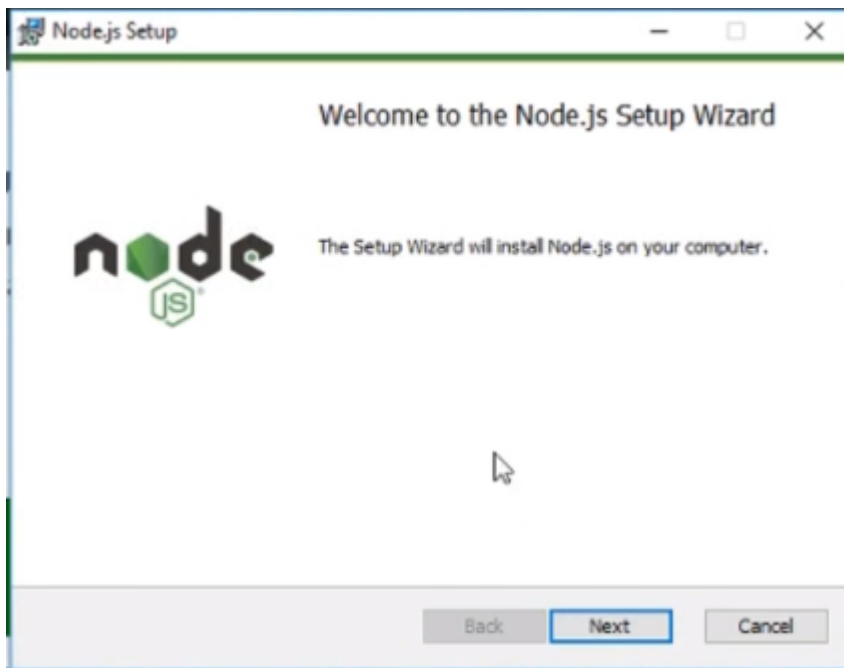 Node.js Setup
Welcome to the Node.js Setup Wizard
node
JS
The Setup Wizard will install Node.js on your computer.
Back
Next
Cancel